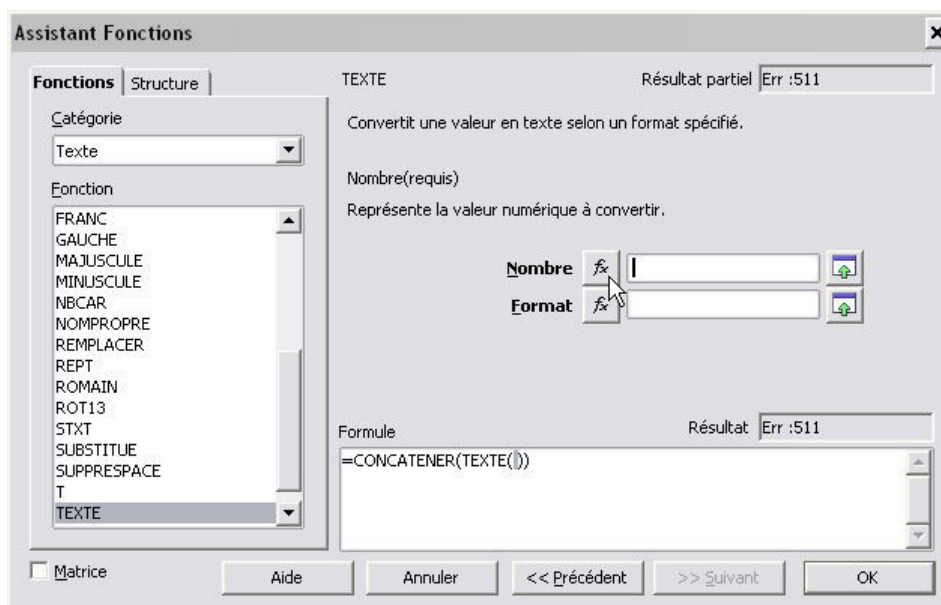 Assistant Fonctions
Fonctions
Structure
Catégorie
Texte
Fonction
FRANC
GAUCHE
MAJUSCULE
MINUSCULE
NBCAR
NOMPROPRE
REMPLACER
REPT
ROMAIN
ROT13
STXT
SUBSTITUE
SUPPRESPACE
T
TEXTE
TEXTE
Résultat partiel Err :511
Convertit une valeur en texte selon un format spécifié.
Nombre(requis)
Représente la valeur numérique à convertir.
Nombre fx
Format fx
Formule
Résultat Err :511
=CONCATENER(TEXTE( ))
Matrice
Aide
Annuler
<< Précédent
>> Suivant
OK